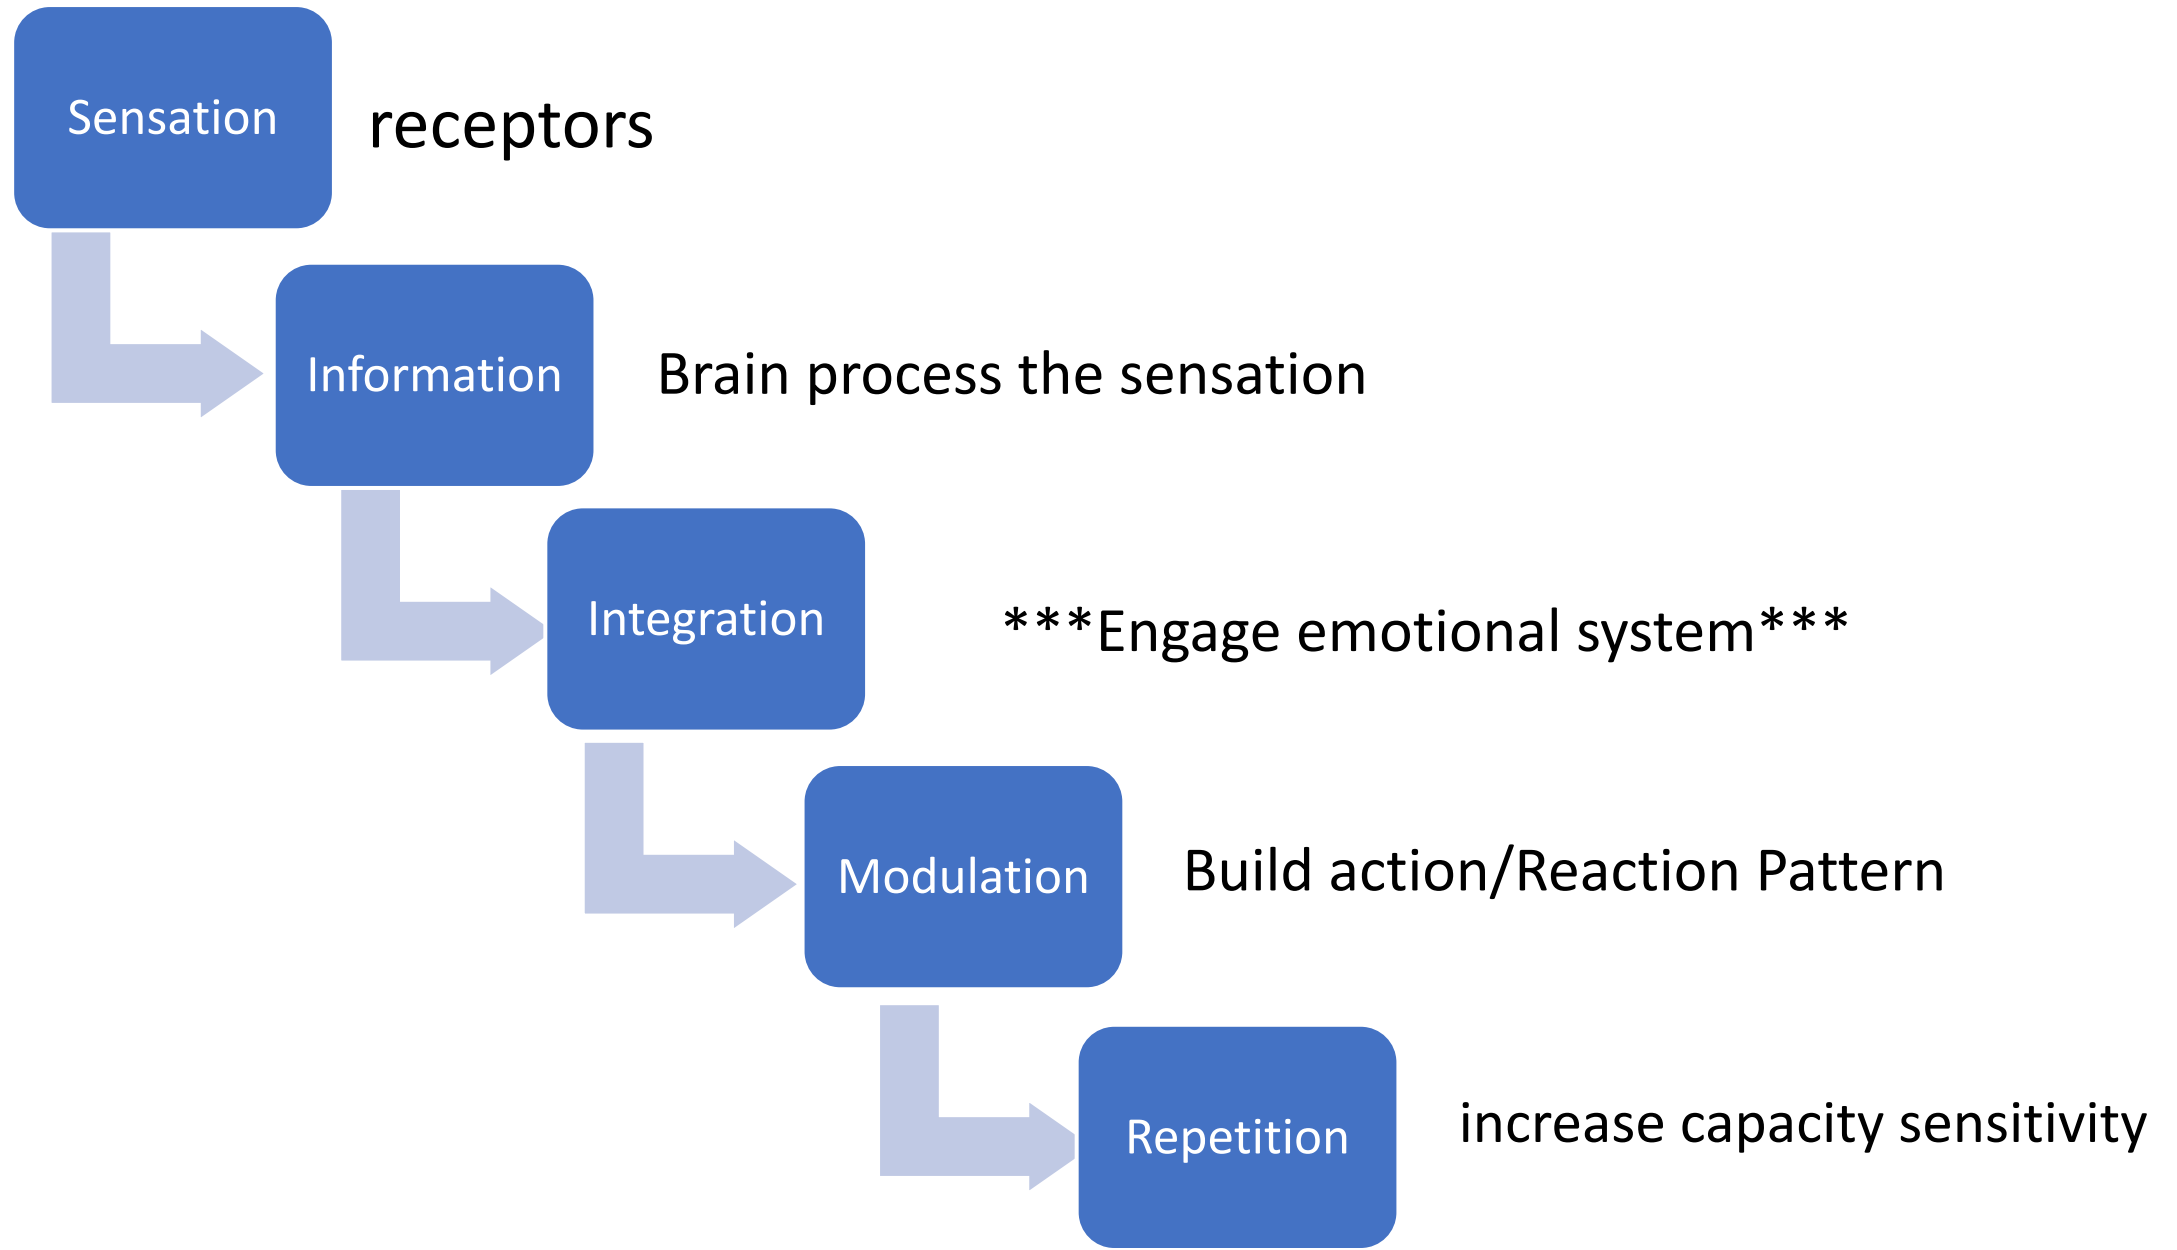 Sensation
receptors
Information
Brain process the sensation
Integration
***Engage emotional system***
Modulation
Build action/Reaction Pattern
Repetition
increase capacity sensitivity